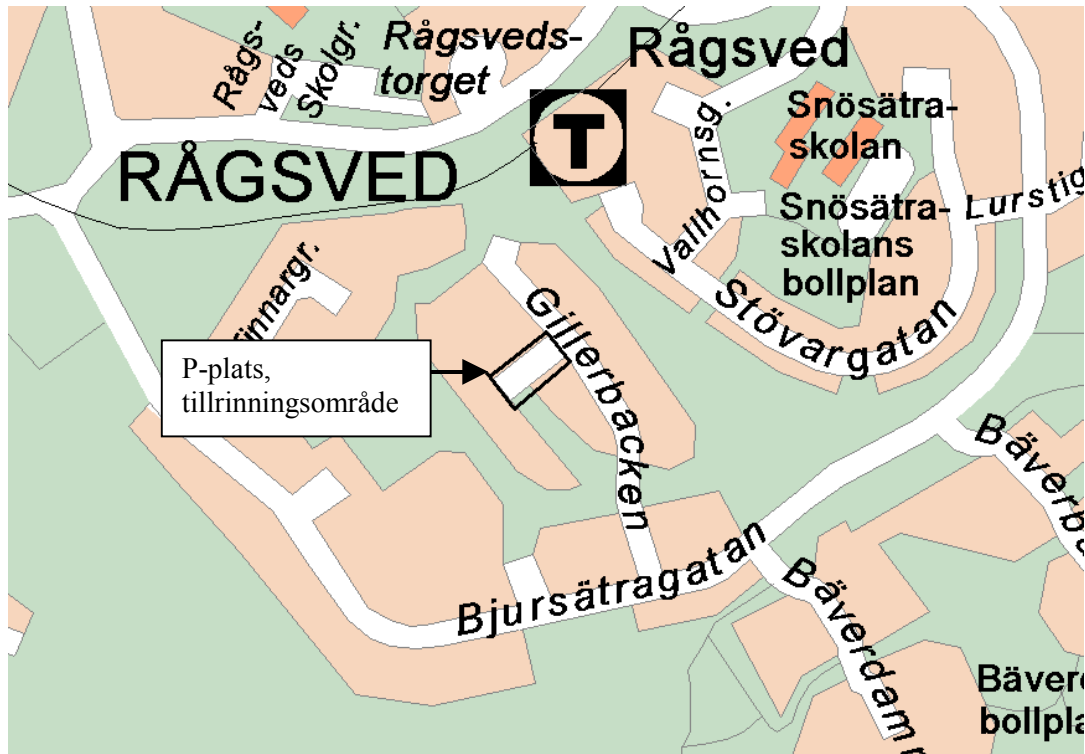 Rågs-
veds
Skolgr.
Rågsveds-
torget
Rågsved
T
RÅGSVED
Snösätra-
skolan
Vallhornsg.
Lurstig
Snösätra-
skolans
bollplan
Stövargatan
innargr.
Gillerbacken
P-plats,
tillrinningsområde
Bjursätragatan
Bäverb
Bäverdam
Bävere
bollpla